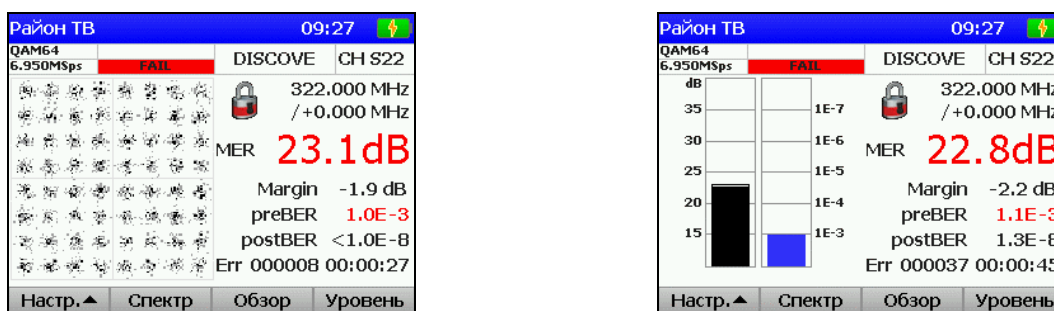 Район ТВ 09:27
QAM64
6.950MSps FAIL DISCOVE CH S22
322.000 MHz
/+0.000 MHz
MER 23.1dB
Margin -1.9 dB
preBER 1.0E-3
postBER <1.0E-8
Err 000008 00:00:27
Настр. Спектр Обзор Уровень
Район ТВ 09:27
QAM64
6.950MSps FAIL DISCOVE CH S22
dB
35
30
25
20
15
1E-7
1E-6
1E-5
1E-4
1E-3
322.000 MHz
/+0.000 MHz
MER 22.8dB
Margin -2.2 dB
preBER 1.1E-3
postBER 1.3E-8
Err 000037 00:00:45
Настр. Спектр Обзор Уровень